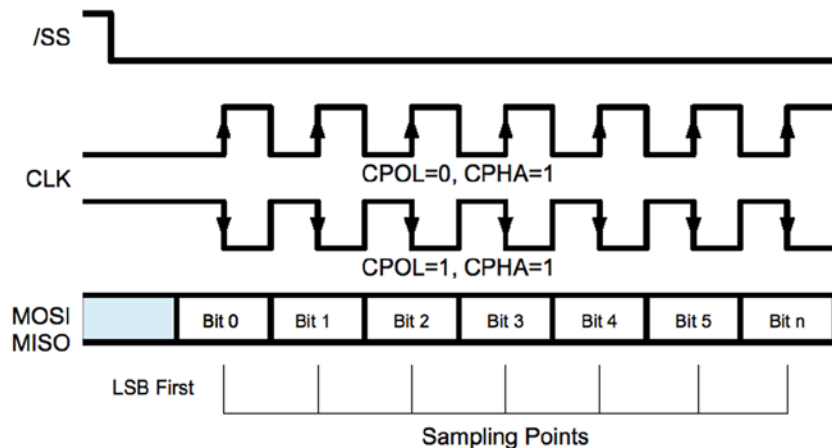 /SS
CLK
CPOL=0, CPHA=1
CPOL=1, CPHA=1
MOSI
MISO
Bit 0 Bit 1 Bit 2 Bit 3 Bit 4 Bit 5 Bit n
LSB First
Sampling Points